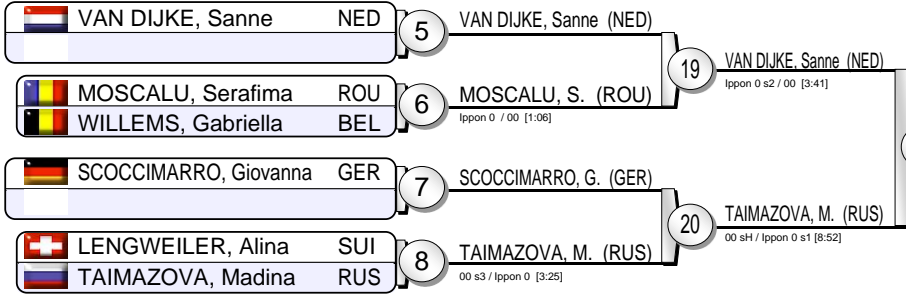 VAN DIJKE, Sanne NED
5
VAN DIJKE, Sanne (NED)
MOSCALU, Serafima ROU
WILLEMS, Gabriella BEL
6
MOSCALU, S. (ROU)
Ippon 0 / 00 [1:06]
19
VAN DIJKE, Sanne (NED)
Ippon 0 s2 / 00 [3:41]
SCOCCIMARRO, Giovanna GER
7
SCOCCIMARRO, G. (GER)
LENGWEILER, Alina SUI
TAIMAZOVA, Madina RUS
8
TAIMAZOVA, M. (RUS)
00 s3 / Ippon 0 [3:25]
20
TAIMAZOVA, M. (RUS)
00 sH / Ippon 0 s1 [8:52]